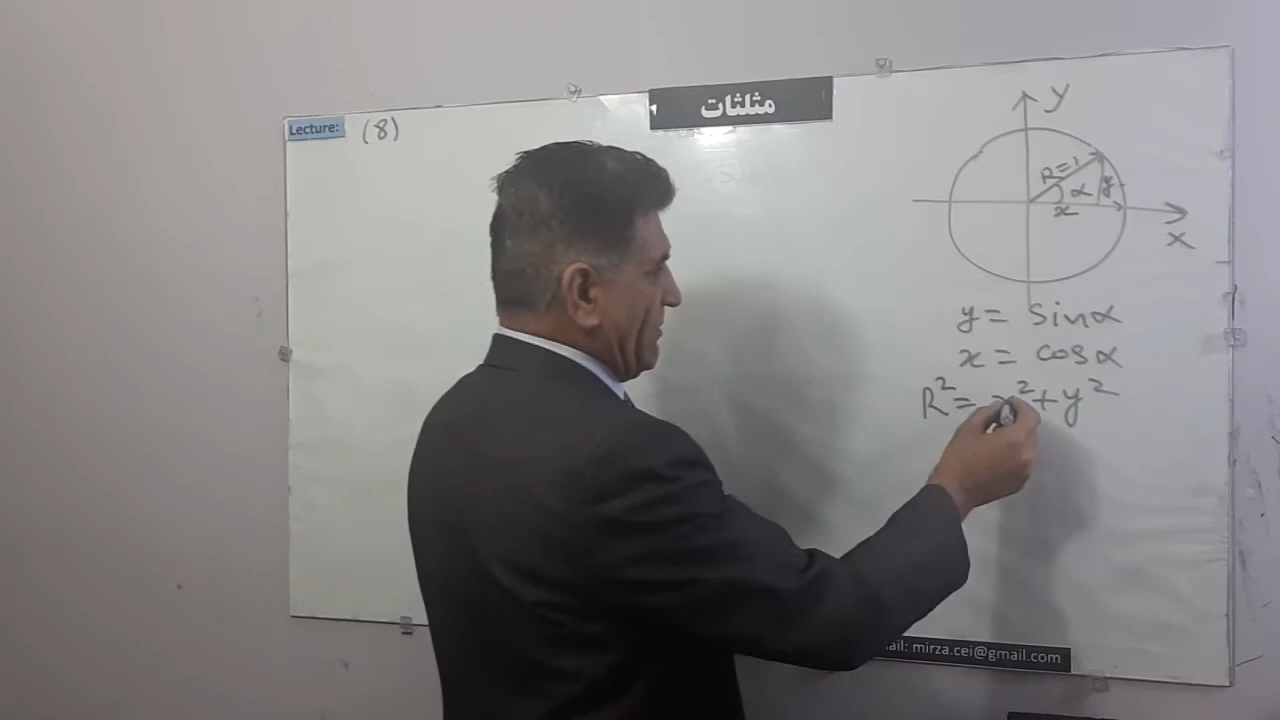 مثلثات
Lecture: (8)
y
R=1
α
y
x
x
y = sinα
x = cosα
R² = x² + y²
ail: mirza.cei@gmail.com